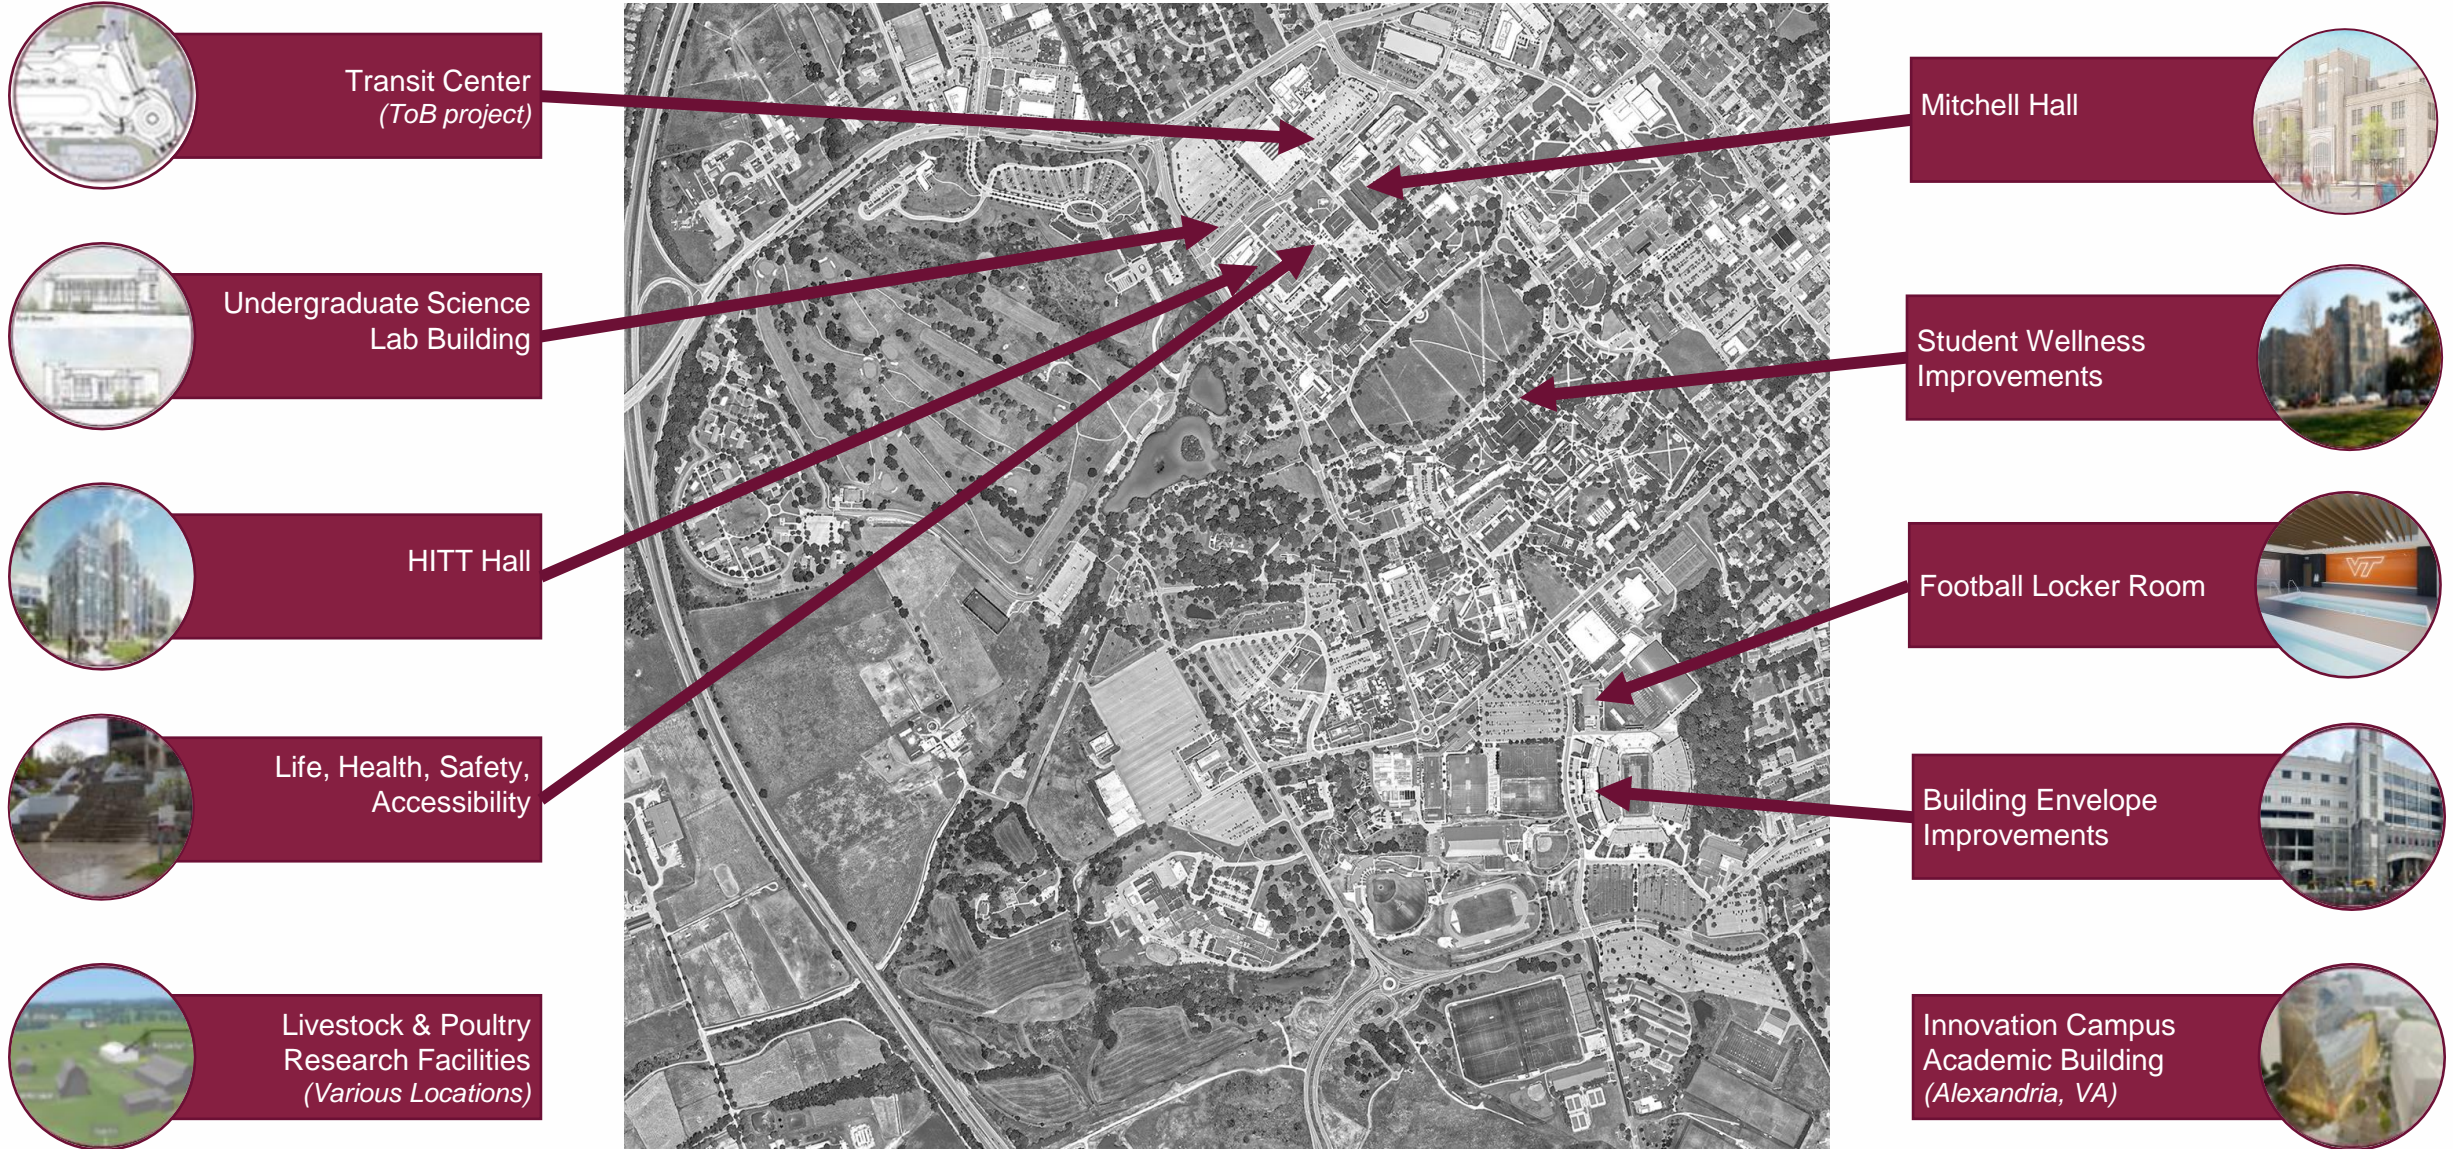 Transit Center
(ToB project)
Undergraduate Science
Lab Building
HITT Hall
Life, Health, Safety,
Accessibility
Livestock & Poultry
Research Facilities
(Various Locations)
Mitchell Hall
Student Wellness
Improvements
Football Locker Room
VT
Building Envelope
Improvements
Innovation Campus
Academic Building
(Alexandria, VA)